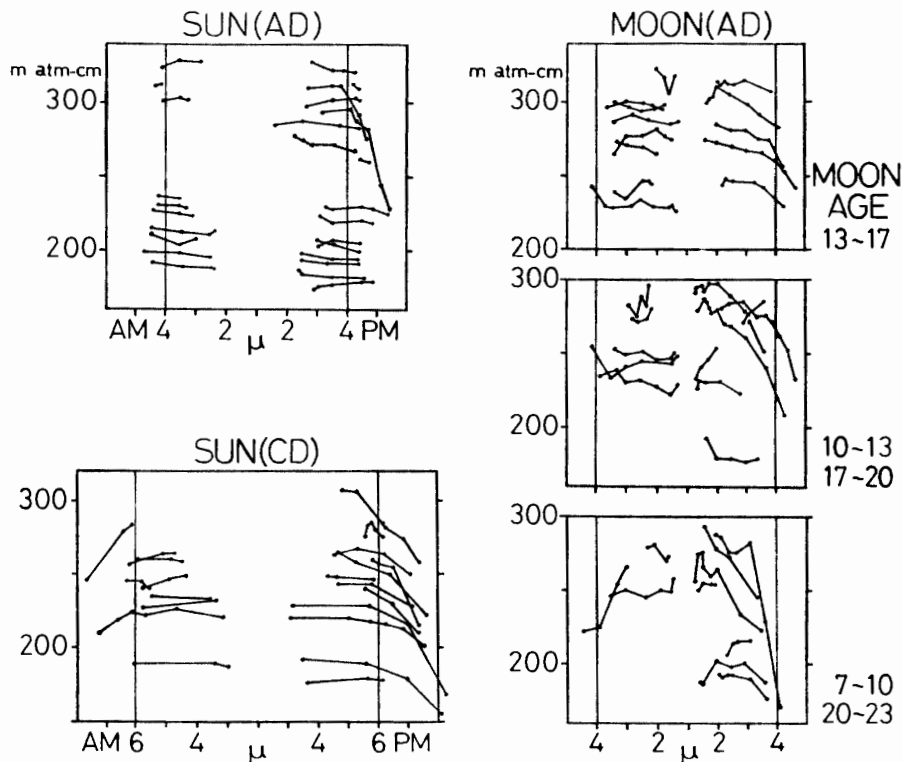 SUN(AD)
m atm-cm
300
200
AM 4 2 μ 2 4 PM
SUN(CD)
300
200
AM 6 4 μ 4 6 PM
MOON(AD)
m atm-cm
300
200
MOON
AGE
13~17
300
200
10~13
17~20
300
200
7~10
20~23
4 2 μ 2 4